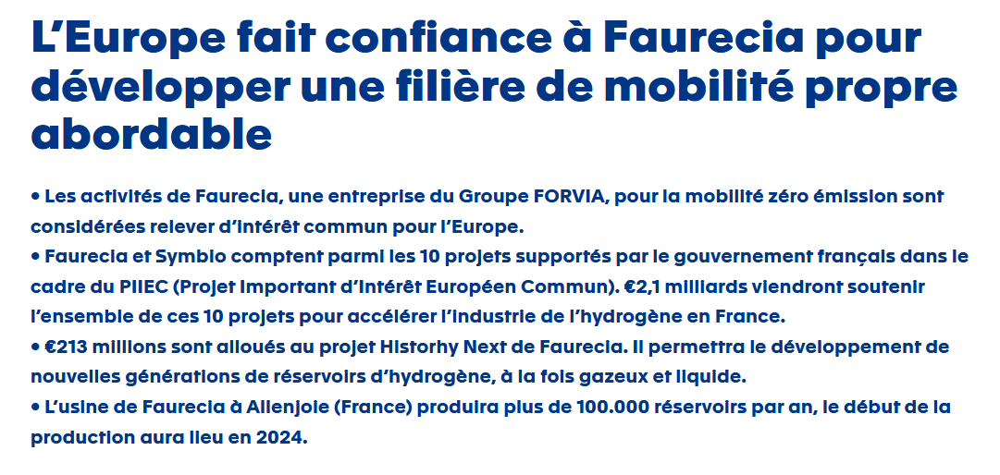 L’Europe fait confiance à Faurecia pour
développer une filière de mobilité propre
abordable
• Les activités de Faurecia, une entreprise du Groupe FORVIA, pour la mobilité zéro émission sont
considérées relever d’intérêt commun pour l’Europe.
• Faurecia et Symbio comptent parmi les 10 projets supportés par le gouvernement français dans le
cadre du PIIEC (Projet Important d’Intérêt Européen Commun). €2,1 milliards viendront soutenir
l’ensemble de ces 10 projets pour accélérer l’industrie de l’hydrogène en France.
• €213 millions sont alloués au projet Historhy Next de Faurecia. Il permettra le développement de
nouvelles générations de réservoirs d’hydrogène, à la fois gazeux et liquide.
• L’usine de Faurecia à Allenjoie (France) produira plus de 100.000 réservoirs par an, le début de la
production aura lieu en 2024.